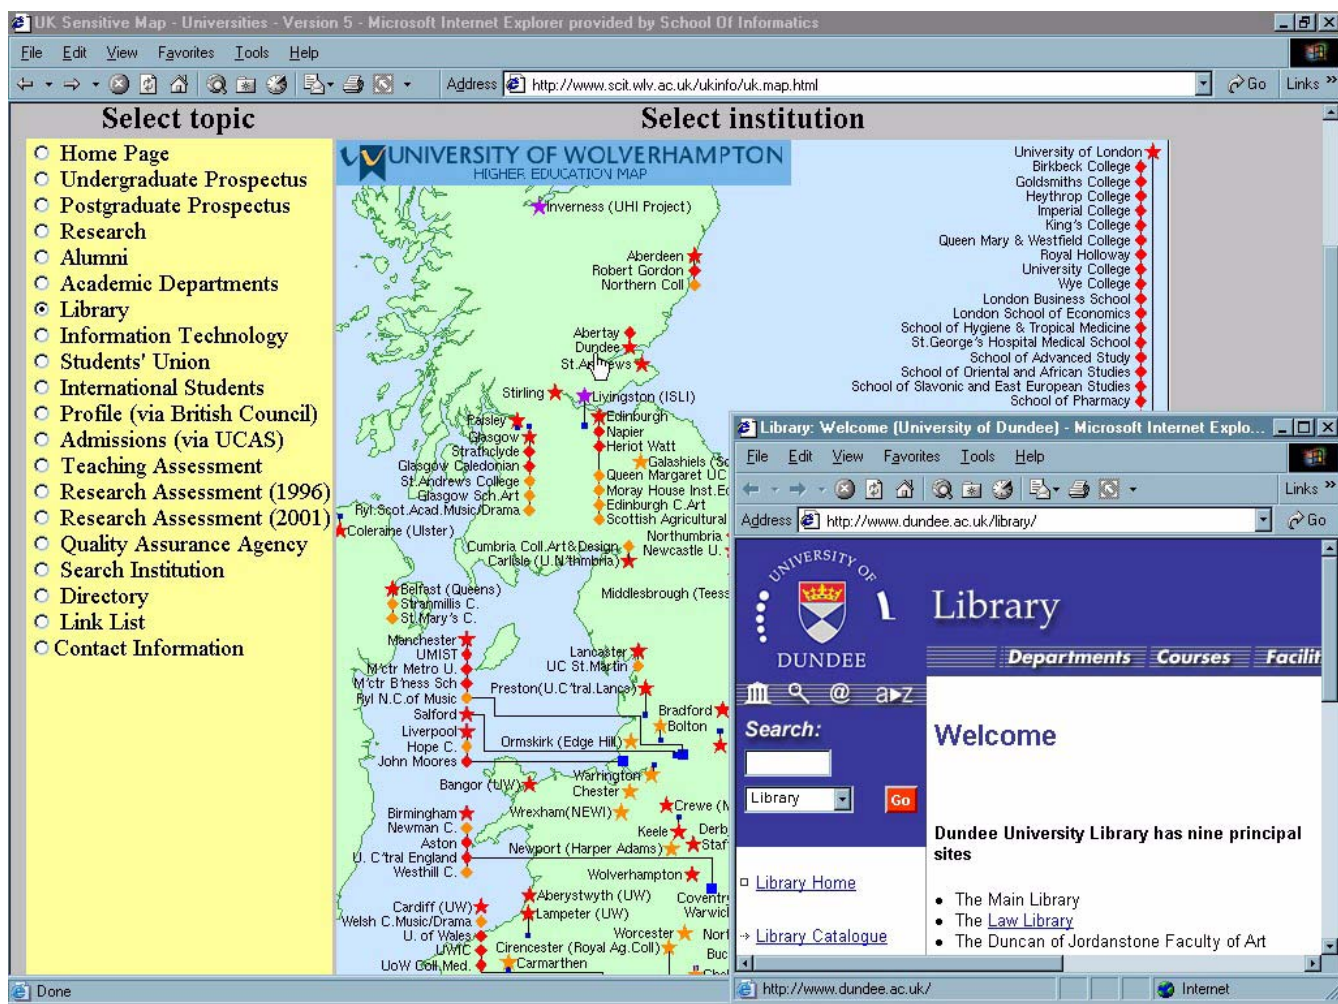 UK Sensitive Map - Universities - Version 5 - Microsoft Internet Explorer provided by School Of Informatics
File Edit View Favorites Tools Help
Address http://www.scit.wlv.ac.uk/ukinfo/uk.map.html Go Links »
Select topic
Home Page
Undergraduate Prospectus
Postgraduate Prospectus
Research
Alumni
Academic Departments
Library
Information Technology
Students' Union
International Students
Profile (via British Council)
Admissions (via UCAS)
Teaching Assessment
Research Assessment (1996)
Research Assessment (2001)
Quality Assurance Agency
Search Institution
Directory
Link List
Contact Information
Select institution
UNIVERSITY OF WOLVERHAMPTON
HIGHER EDUCATION MAP
Inverness (UHI Project)
Aberdeen
Robert Gordon
Northern Coll
Abertay
Dundee
St.Andrews
Stirling
Livingston (ISLI)
Paisley
Glasgow
Strathclyde
Glasgow Caledonian
St.Andrews College
Glasgow Sch.Art
Ryl.Scot.Acad.Music/Drama
Edinburgh
Napier
Heriot Watt
Galashiels (Sc
Queen Margaret UC
Moray House Inst.Ed
Edinburgh C.Art
Scottish Agricultural
Coleraine (Ulster)
Northumbria
Newcastle U.
Cumbria Coll.Art&Design
Carlisle (U.N'thmbria)
Belfast (Queens)
Stranmillis C.
St.Mary's C.
Middlesbrough (Tees
Manchester
UMIST
M'ctr Metro U.
M'ctr B'ness Sch
Ryl N.C.of Music
Salford
Liverpool
Hope C.
John Moores
Lancaster
UC St.Martin
Preston(U.C'tral.Lancs)
Bradford
Bolton
Ormskirk (Edge Hill)
Warrington
Chester
Bangor (UW)
Wrexham(NEWI)
Crewe (M
Birmingham
Newman C.
Aston
U. C'tral England
Westhill C.
Keele
Derb
Staf
Newport (Harper Adams)
Wolverhampton
Aberystwyth (UW)
Lampeter (UW)
Coventry
Warwic
Cardiff (UW)
Welsh C.Music/Drama
U. of Wales
UWIC
UoW Coll.Med.
Worcester
Nort
Cirencester (Royal Ag.Coll)
Buc
Carmarthen
University of London
Birkbeck College
Goldsmiths College
Heythrop College
Imperial College
King's College
Queen Mary & Westfield College
Royal Holloway
University College
Wye College
London Business School
London School of Economics
School of Hygiene & Tropical Medicine
St.George's Hospital Medical School
School of Advanced Study
School of Oriental and African Studies
School of Slavonic and East European Studies
School of Pharmacy
Library: Welcome (University of Dundee) - Microsoft Internet Explo...
File Edit View Favorites Tools Help
Links »
Address http://www.dundee.ac.uk/library/ Go
UNIVERSITY OF
DUNDEE
Library
Departments Courses Facilit
@ a▶z
Search:
Library Go
Library Home
Library Catalogue
Welcome
Dundee University Library has nine principal
sites
• The Main Library
• The Law Library
• The Duncan of Jordanstone Faculty of Art
http://www.dundee.ac.uk/ Internet
Done